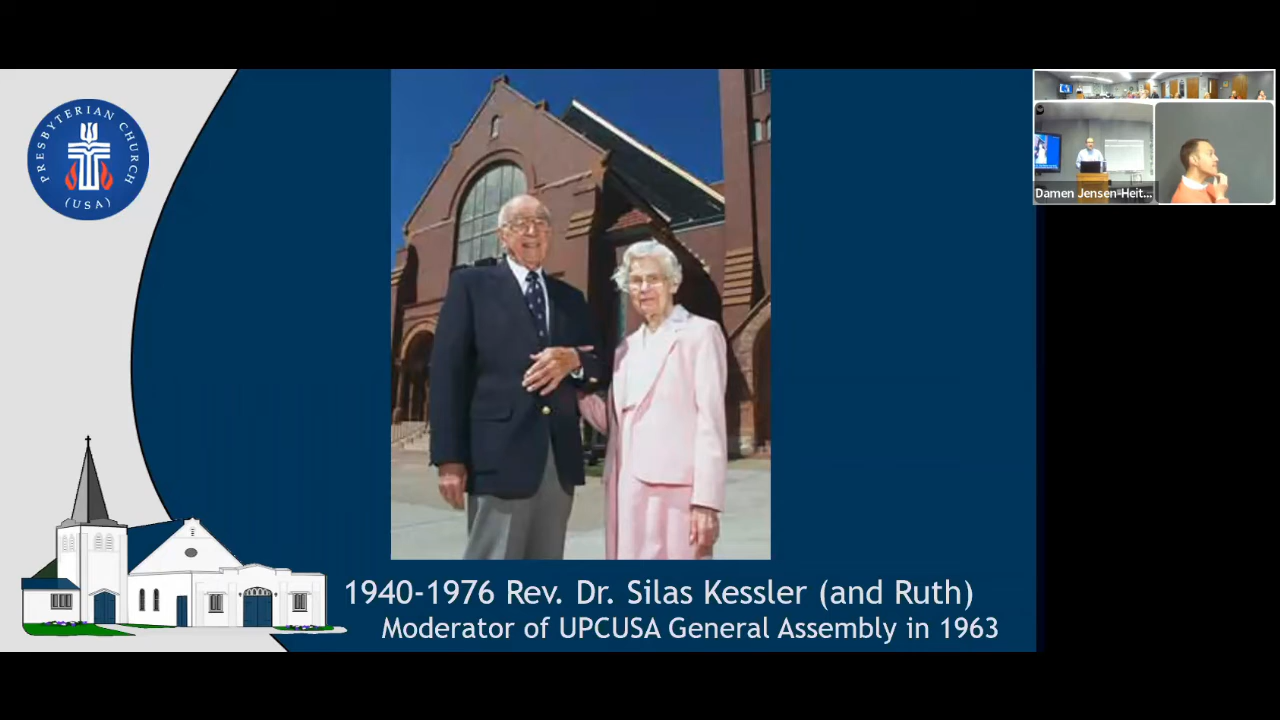 PRESBYTERIAN CHURCH
(USA)
Damen Jensen-Heit...
1940-1976 Rev. Dr. Silas Kessler (and Ruth)
Moderator of UPCUSA General Assembly in 1963